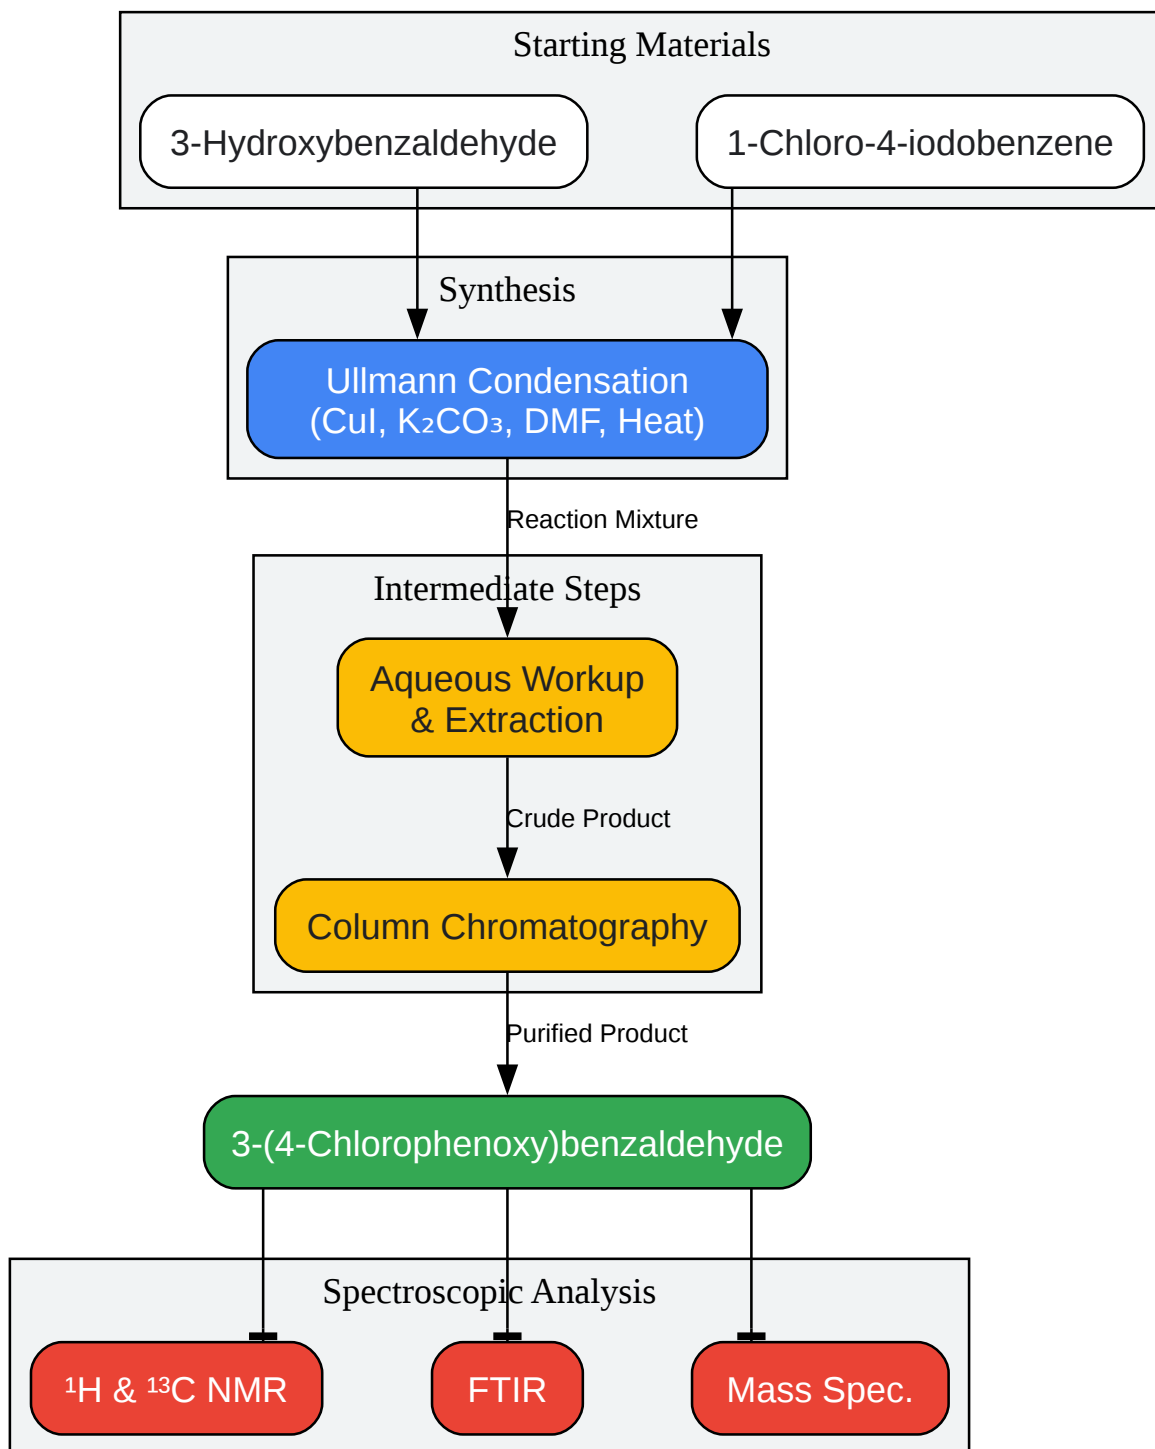 Starting Materials
3-Hydroxybenzaldehyde
1-Chloro-4-iodobenzene
Synthesis
Ullmann Condensation
(CuI, K₂CO₃, DMF, Heat)
Reaction Mixture
Intermediate Steps
Aqueous Workup
& Extraction
Crude Product
Column Chromatography
Purified Product
3-(4-Chlorophenoxy)benzaldehyde
Spectroscopic Analysis
¹H & ¹³C NMR
FTIR
Mass Spec.